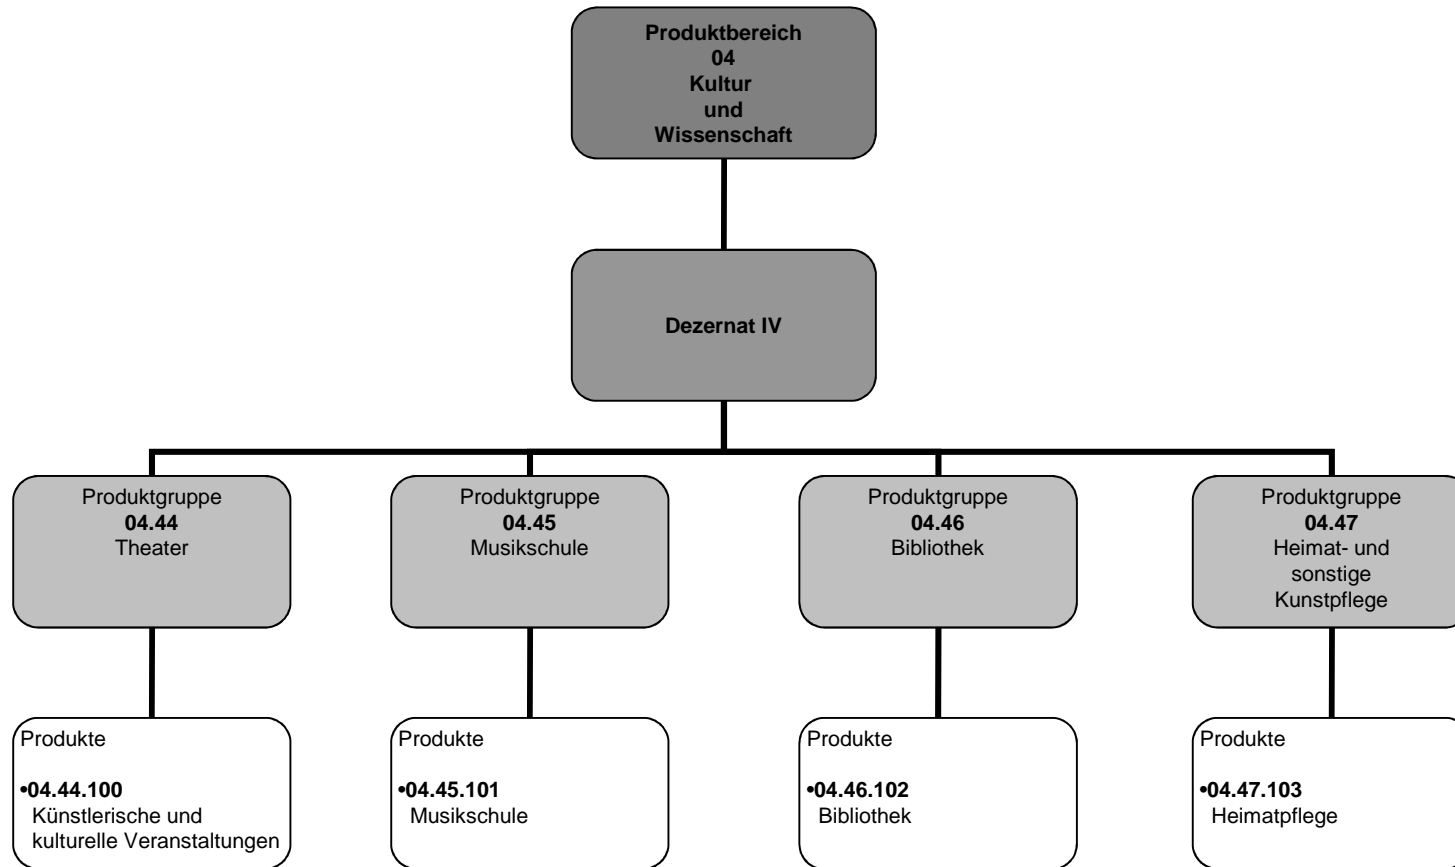 Produktbereich
04
Kultur
und
Wissenschaft
Dezernat IV
Produktgruppe
04.44
Theater
Produktgruppe
04.45
Musikschule
Produktgruppe
04.46
Bibliothek
Produktgruppe
04.47
Heimat- und
sonstige
Kunstpflege
Produkte
•04.44.100
Künstlerische und
kulturelle Veranstaltungen
Produkte
•04.45.101
Musikschule
Produkte
•04.46.102
Bibliothek
Produkte
•04.47.103
Heimatpflege